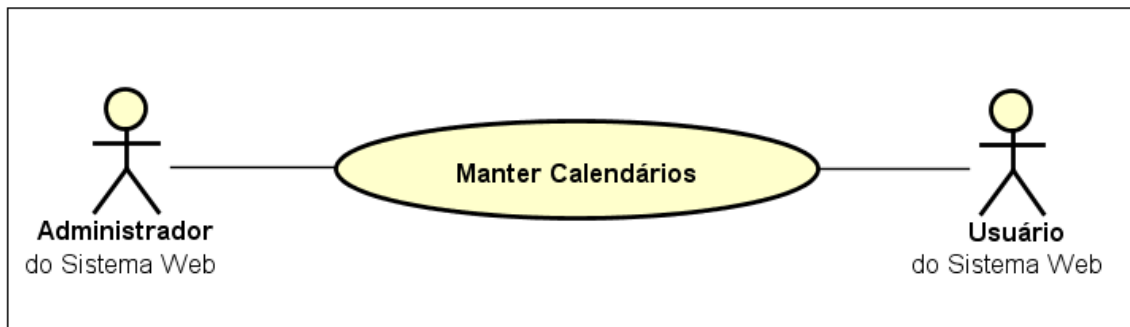 Manter Calendários
Administrador
do Sistema Web
Usuário
do Sistema Web